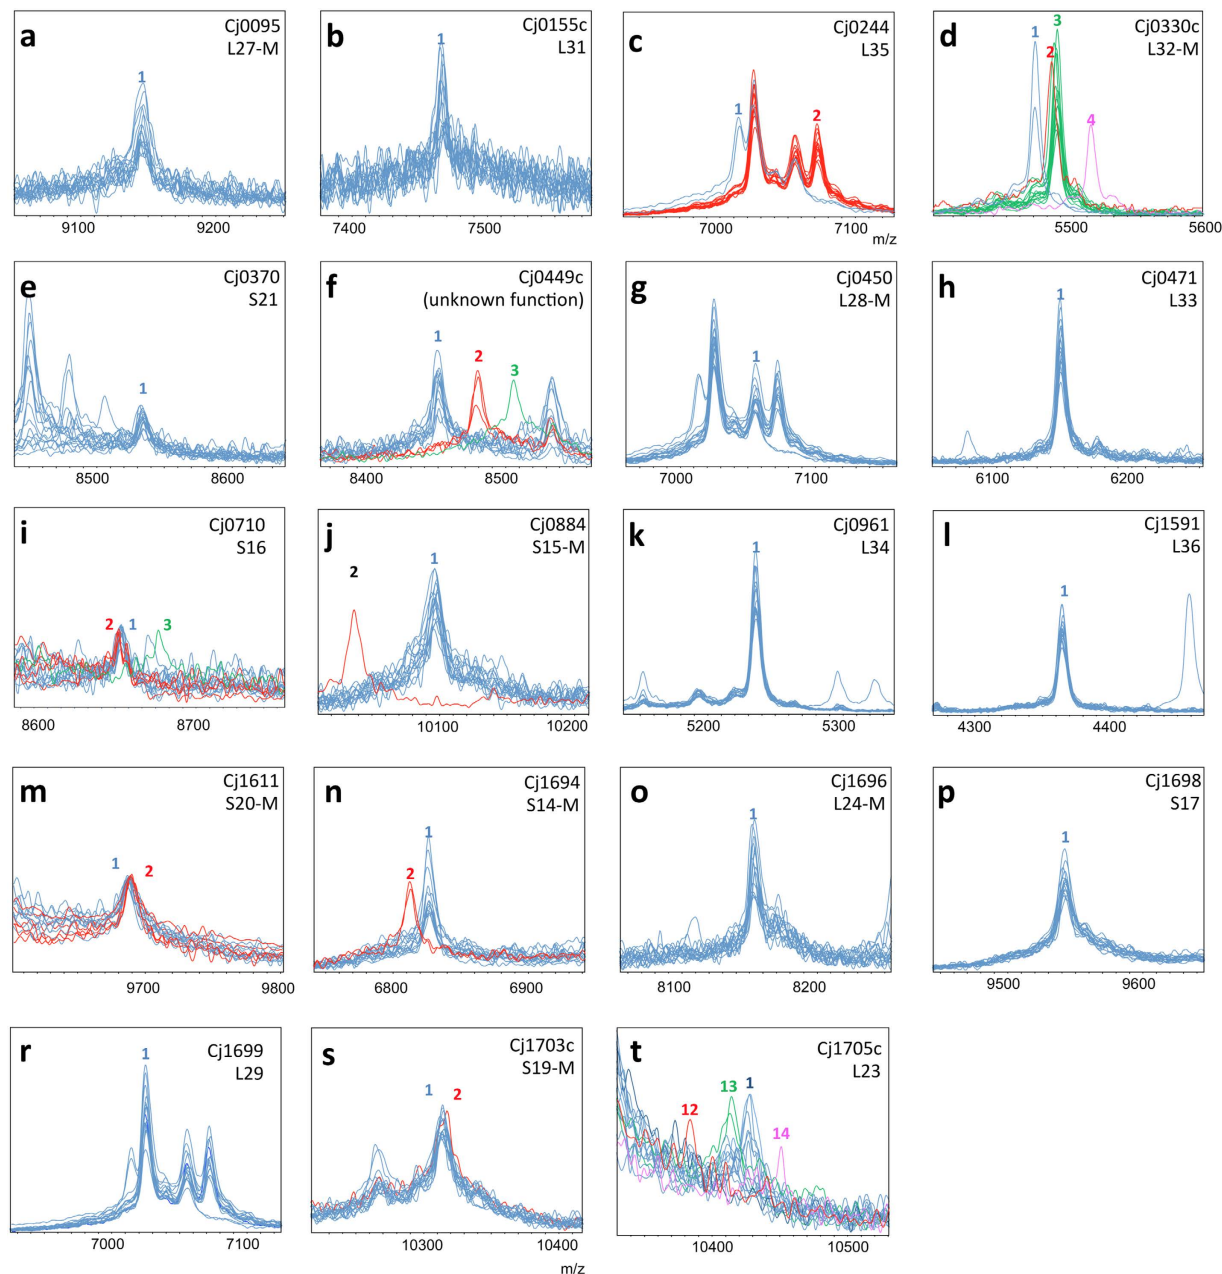 a
Cj0095
L27-M
1
9100
9200
b
Cj0155c
L31
1
7400
7500
c
Cj0244
L35
1
2
7000
7100
m/z
d
Cj0330c
L32-M
1
2
3
4
5500
5600
e
Cj0370
S21
1
8500
8600
f
Cj0449c
(unknown function)
1
2
3
8400
8500
g
Cj0450
L28-M
1
7000
7100
h
Cj0471
L33
1
6100
6200
i
Cj0710
S16
2
1
3
8600
8700
j
Cj0884
S15-M
2
1
10100
10200
k
Cj0961
L34
1
5200
5300
l
Cj1591
L36
1
4300
4400
m
Cj1611
S20-M
1
2
9700
9800
n
Cj1694
S14-M
1
2
6800
6900
o
Cj1696
L24-M
1
8100
8200
p
Cj1698
S17
1
9500
9600
r
Cj1699
L29
1
7000
7100
s
Cj1703c
S19-M
1
2
10300
10400
m/z
t
Cj1705c
L23
12
13
1
14
10400
10500